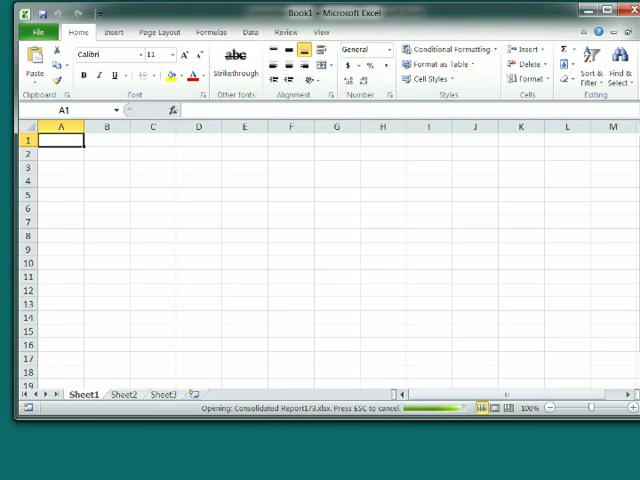 Book1 - Microsoft Excel
File Home Insert Page Layout Formulas Data Review View
Calibri 11 abc General Conditional Formatting Insert Σ
Format as Table Delete
Paste B I U A Strikethrough $ % , Cell Styles Format Sort & Filter Find & Select
Clipboard Font Other fonts Alignment Number Styles Cells Editing
A1 fx
A B C D E F G H I J K L M
1
2
3
4
5
6
7
8
9
10
11
12
13
14
15
16
17
18
19
Sheet1 Sheet2 Sheet3
Opening: Consolidated Report1/3.xlsx. Press ESC to cancel. 100%